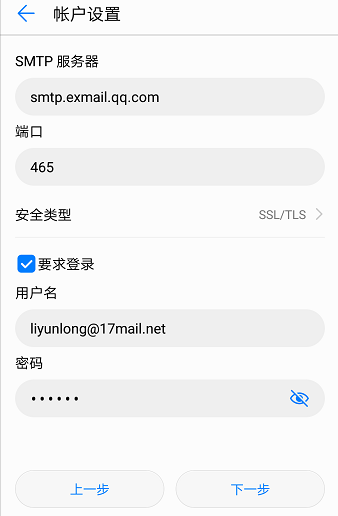 帐户设置
SMTP 服务器
smtp.exmail.qq.com
端口
465
安全类型 SSL/TLS
要求登录
用户名
liyunlong@17mail.net
密码
••••••
上一步 下一步